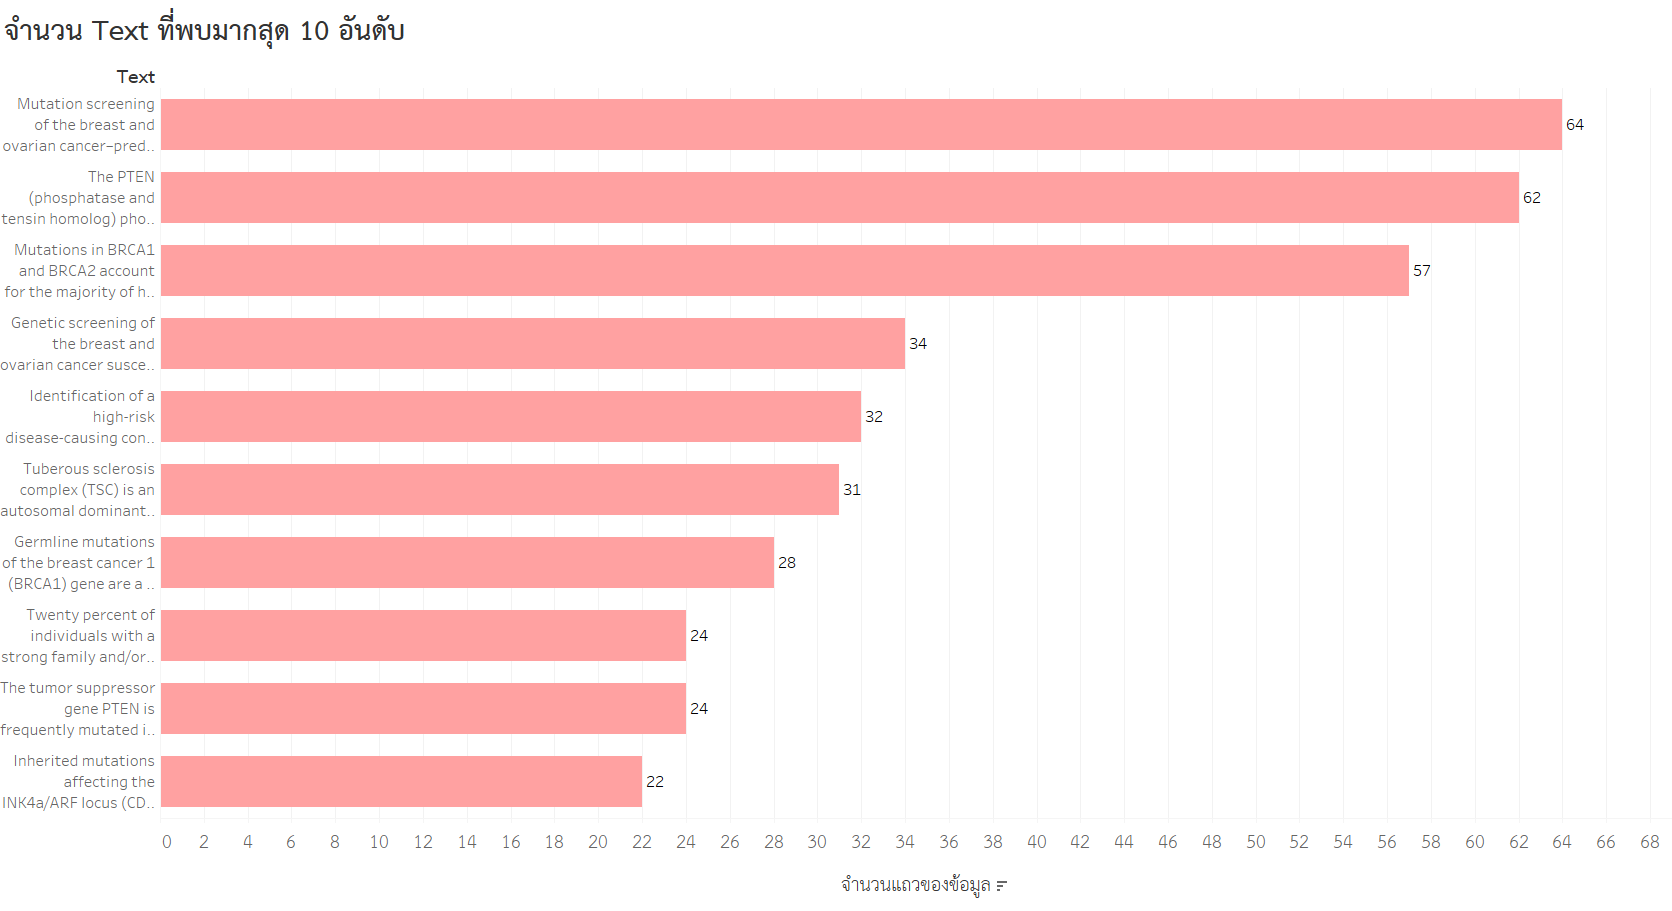 จำนวน Text ที่พบมากสุด 10 อันดับ
Text
Mutation screening
of the breast and
ovarian cancer–pred..
64
The PTEN
(phosphatase and
tensin homolog) pho..
62
Mutations in BRCA1
and BRCA2 account
for the majority of h..
57
Genetic screening of
the breast and
ovarian cancer susce..
34
Identification of a
high-risk
disease-causing con..
32
Tuberous sclerosis
complex (TSC) is an
autosomal dominant..
31
Germline mutations
of the breast cancer 1
(BRCA1) gene are a ..
28
Twenty percent of
individuals with a
strong family and/or..
24
The tumor suppressor
gene PTEN is
frequently mutated i..
24
Inherited mutations
affecting the
INK4a/ARF locus (CD..
22
0 2 4 6 8 10 12 14 16 18 20 22 24 26 28 30 32 34 36 38 40 42 44 46 48 50 52 54 56 58 60 62 64 66 68
จำนวนแถวของข้อมูล